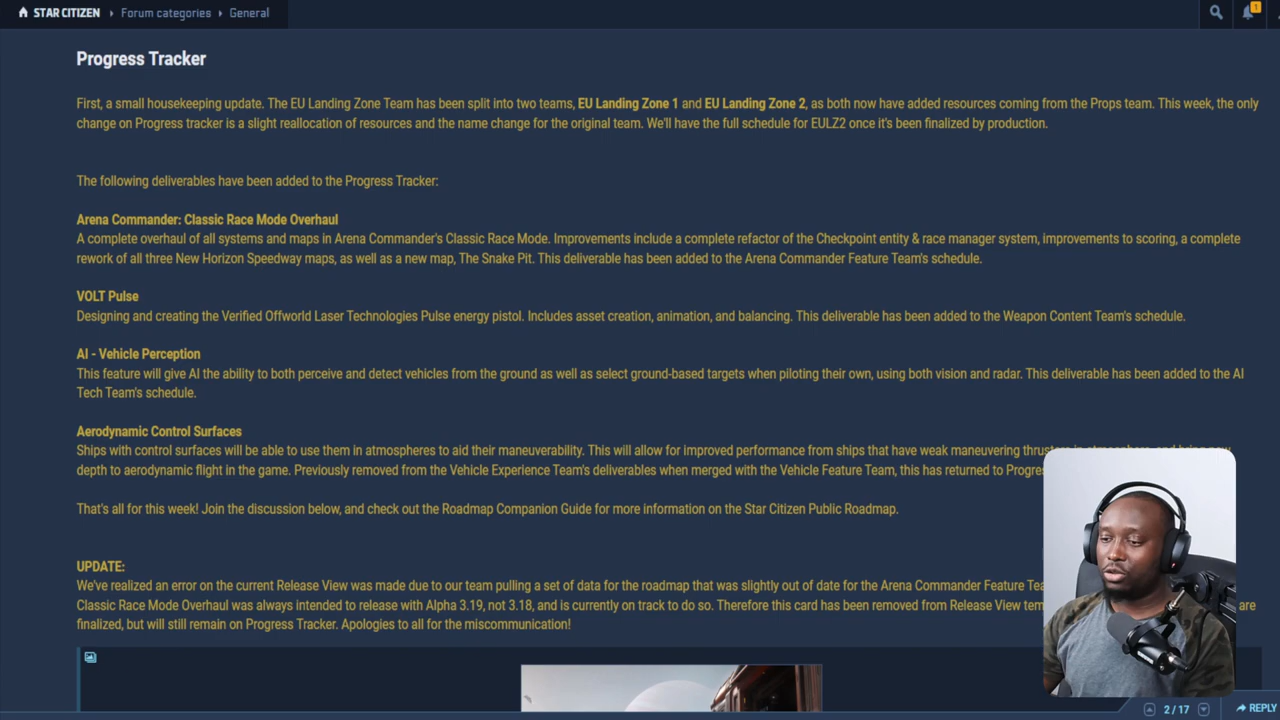 STAR CITIZEN
Forum categories
General
1
Progress Tracker
First, a small housekeeping update. The EU Landing Zone Team has been split into two teams, EU Landing Zone 1 and EU Landing Zone 2, as both now have added resources coming from the Props team. This week, the only
change on Progress tracker is a slight reallocation of resources and the name change for the original team. We'll have the full schedule for EULZ2 once it's been finalized by production.
The following deliverables have been added to the Progress Tracker:
Arena Commander: Classic Race Mode Overhaul
A complete overhaul of all systems and maps in Arena Commander's Classic Race Mode. Improvements include a complete refactor of the Checkpoint entity & race manager system, improvements to scoring, a complete
rework of all three New Horizon Speedway maps, as well as a new map, The Snake Pit. This deliverable has been added to the Arena Commander Feature Team's schedule.
VOLT Pulse
Designing and creating the Verified Offworld Laser Technologies Pulse energy pistol. Includes asset creation, animation, and balancing. This deliverable has been added to the Weapon Content Team's schedule.
AI - Vehicle Perception
This feature will give AI the ability to both perceive and detect vehicles from the ground as well as select ground-based targets when piloting their own, using both vision and radar. This deliverable has been added to the AI
Tech Team's schedule.
Aerodynamic Control Surfaces
Ships with control surfaces will be able to use them in atmospheres to aid their maneuverability. This will allow for improved performance from ships that have weak maneuvering
depth to aerodynamic flight in the game. Previously removed from the Vehicle Experience Team's deliverables when merged with the Vehicle Feature Team, this has returned to
That's all for this week! Join the discussion below, and check out the Roadmap Companion Guide for more information on the Star Citizen Public Roadmap.
UPDATE:
We've realized an error on the current Release View was made due to our team pulling a set of data for the roadmap that was slightly out of date for the Arena Commander Feature
Classic Race Mode Overhaul was always intended to release with Alpha 3.19, not 3.18, and is currently on track to do so. Therefore this card has been removed from Release View are
finalized, but will still remain on Progress Tracker. Apologies to all for the miscommunication!
2 / 17
REPLY